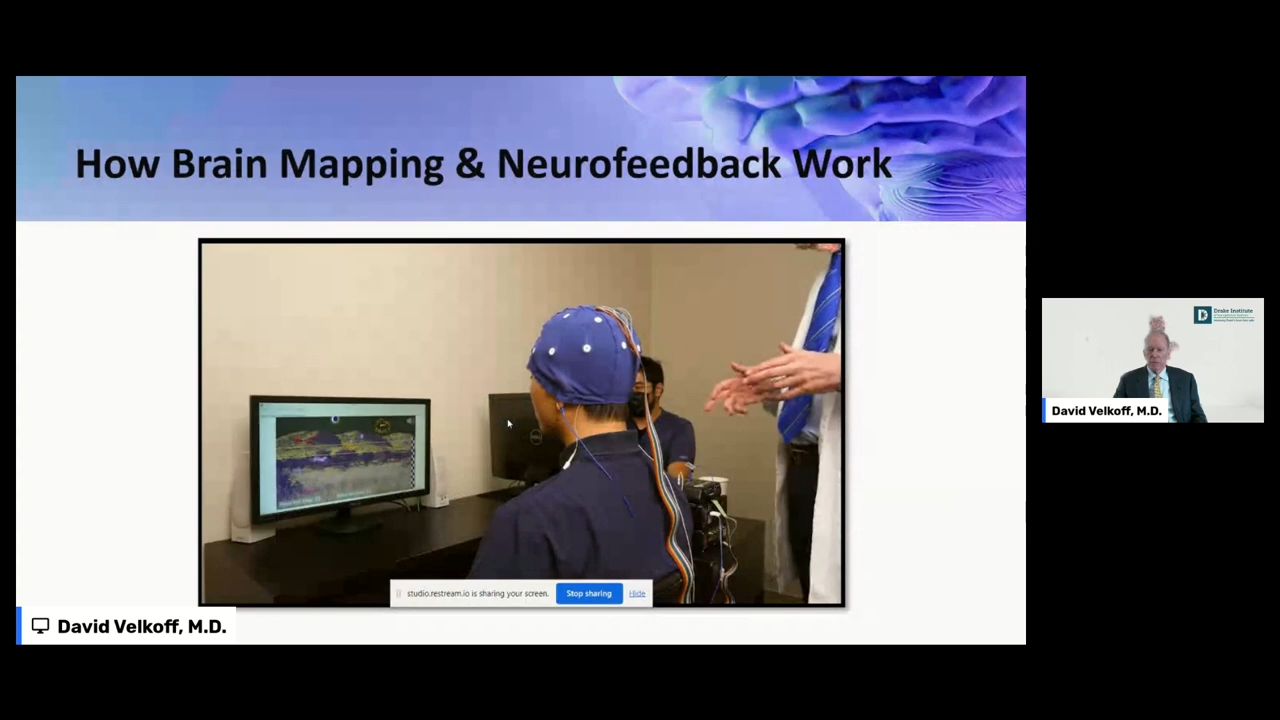 How Brain Mapping & Neurofeedback Work
studio.restream.io is sharing your screen.
Stop sharing
Hide
David Velkoff, M.D.
Drake Institute
David Velkoff, M.D.